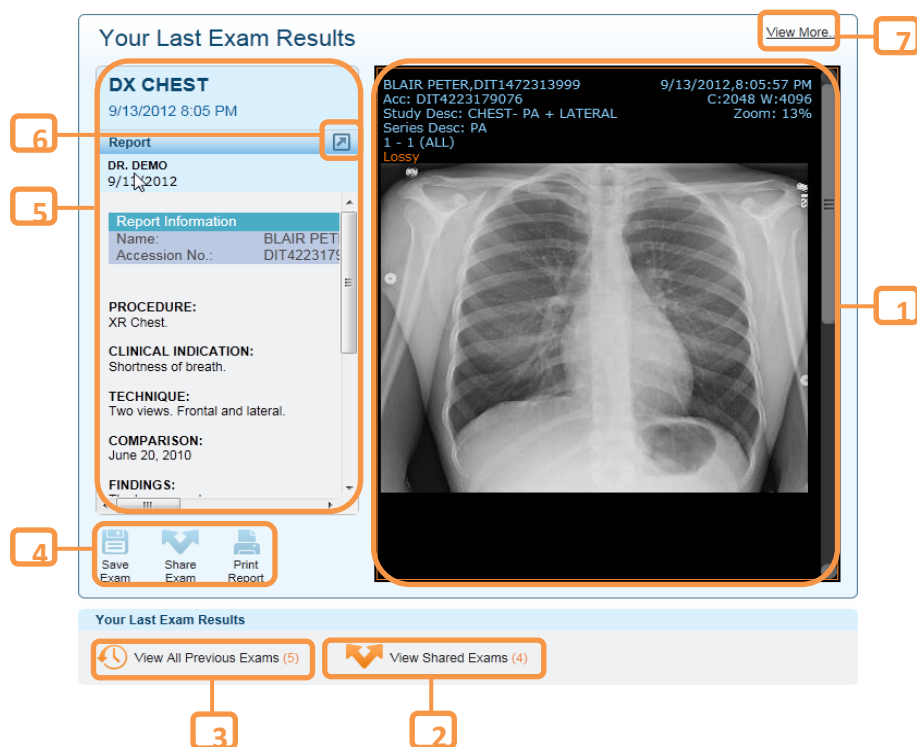 Your Last Exam Results
View More..
7
DX CHEST
9/13/2012 8:05 PM
6
Report
DR. DEMO
9/13/2012
5
Report Information
Name: BLAIR PET
Accession No.: DIT422317
PROCEDURE:
XR Chest.
CLINICAL INDICATION:
Shortness of breath.
TECHNIQUE:
Two views. Frontal and lateral.
COMPARISON:
June 20, 2010
FINDINGS:
BLAIR PETER,DIT1472313999 9/13/2012,8:05:57 PM
Acc: DIT4223179076 C:2048 W:4096
Study Desc: CHEST- PA + LATERAL Zoom: 13%
Series Desc: PA
1 - 1 (ALL)
Lossy
1
4
Save Exam
Share Exam
Print Report
Your Last Exam Results
View All Previous Exams (5)
View Shared Exams (4)
3
2